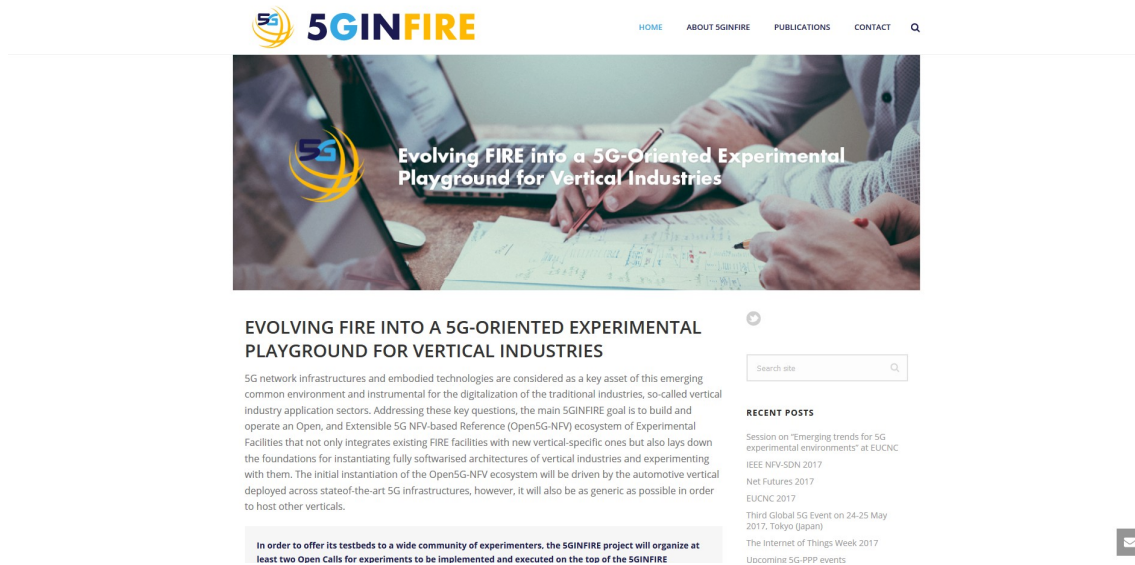 5G 5GINFIRE
HOME ABOUT 5GINFIRE PUBLICATIONS CONTACT
5G
Evolving FIRE into a 5G-Oriented Experimental
Playground for Vertical Industries
EVOLVING FIRE INTO A 5G-ORIENTED EXPERIMENTAL
PLAYGROUND FOR VERTICAL INDUSTRIES
5G network infrastructures and embodied technologies are considered as a key asset of this emerging
common environment and instrumental for the digitalization of the traditional industries, so-called vertical
industry application sectors. Addressing these key questions, the main 5GINFIRE goal is to build and
operate an Open, and Extensible 5G NFV-based Reference (Open5G-NFV) ecosystem of Experimental
Facilities that not only integrates existing FIRE facilities with new vertical-specific ones but also lays down
the foundations for instantiating fully softwarised architectures of vertical industries and experimenting
with them. The initial instantiation of the Open5G-NFV ecosystem will be driven by the automotive vertical
deployed across stateof-the-art 5G infrastructures, however, it will also be as generic as possible in order
to host other verticals.
In order to offer its testbeds to a wide community of experimenters, the 5GINFIRE project will organize at
least two Open Calls for experiments to be implemented and executed on the top of the 5GINFIRE
Search site
RECENT POSTS
Session on “Emerging trends for 5G
experimental environments” at EUCNC
IEEE NFV-SDN 2017
Net Futures 2017
EUCNC 2017
Third Global 5G Event on 24-25 May
2017, Tokyo (Japan)
The Internet of Things Week 2017
Upcoming 5G-PPP events